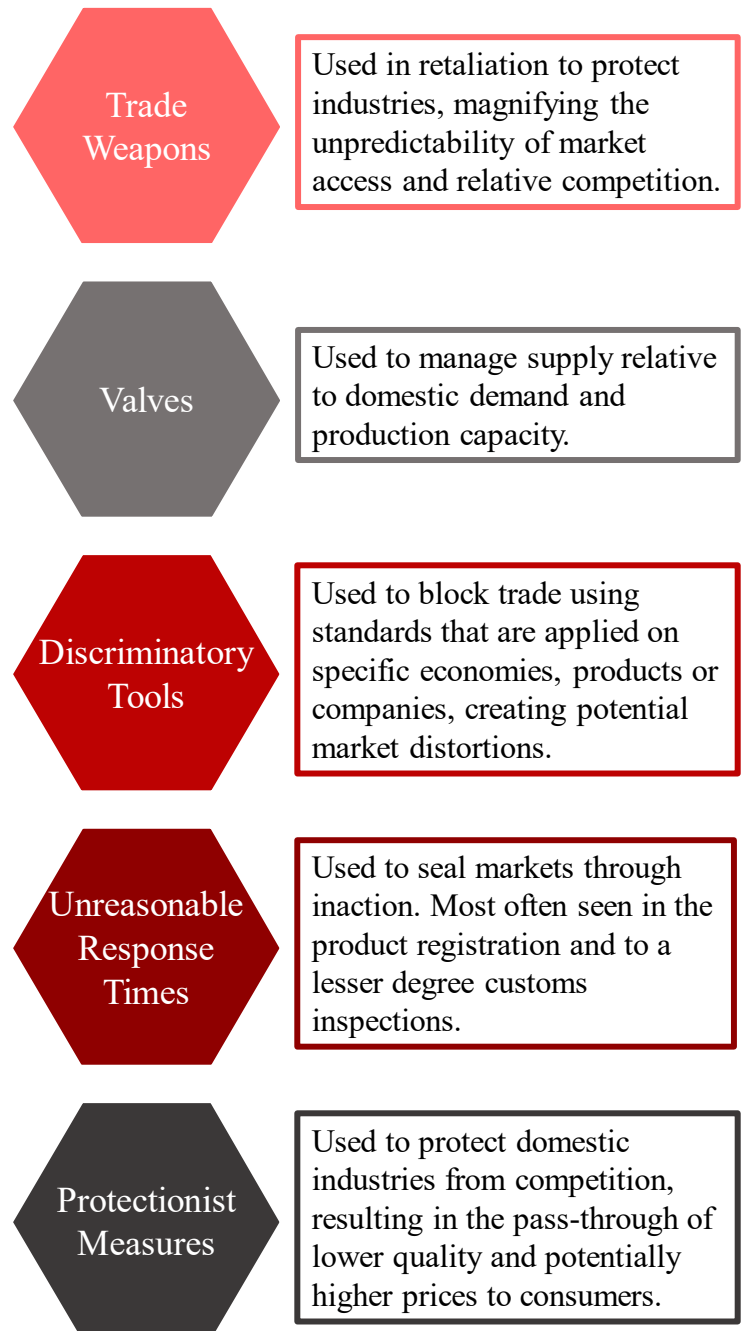 Trade
Weapons
Used in retaliation to protect
industries, magnifying the
unpredictability of market
access and relative competition.
Valves
Used to manage supply relative
to domestic demand and
production capacity.
Discriminatory
Tools
Used to block trade using
standards that are applied on
specific economies, products or
companies, creating potential
market distortions.
Unreasonable
Response
Times
Used to seal markets through
inaction. Most often seen in the
product registration and to a
lesser degree customs
inspections.
Protectionist
Measures
Used to protect domestic
industries from competition,
resulting in the pass-through of
lower quality and potentially
higher prices to consumers.